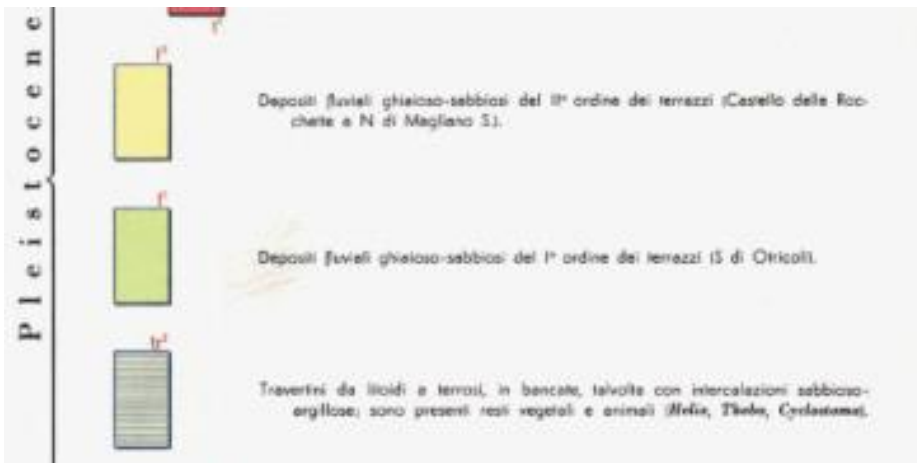 Pleistocene
f²
Depositi fluviali ghiaioso-sabbiosi del IIº ordine dei terrazzi (Castello delle Roc-
chette a N di Magliano S.).
f¹
Depositi fluviali ghiaioso-sabbiosi del Iº ordine dei terrazzi (S di Otricoli).
Travertini da litoidi a terrosi, in bancate, talvolta con intercalazioni sabbioso-
argillose; sono presenti resti vegetali e animali (Helix, Theba, Cyclostoma).